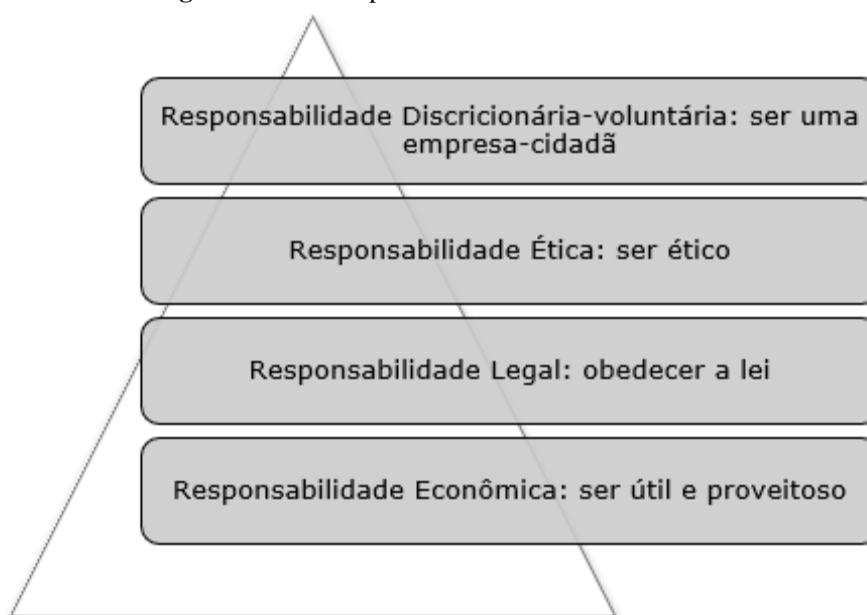 Responsabilidade Discricionária-voluntária: ser uma
empresa-cidadã
Responsabilidade Ética: ser ético
Responsabilidade Legal: obedecer a lei
Responsabilidade Econômica: ser útil e proveitoso